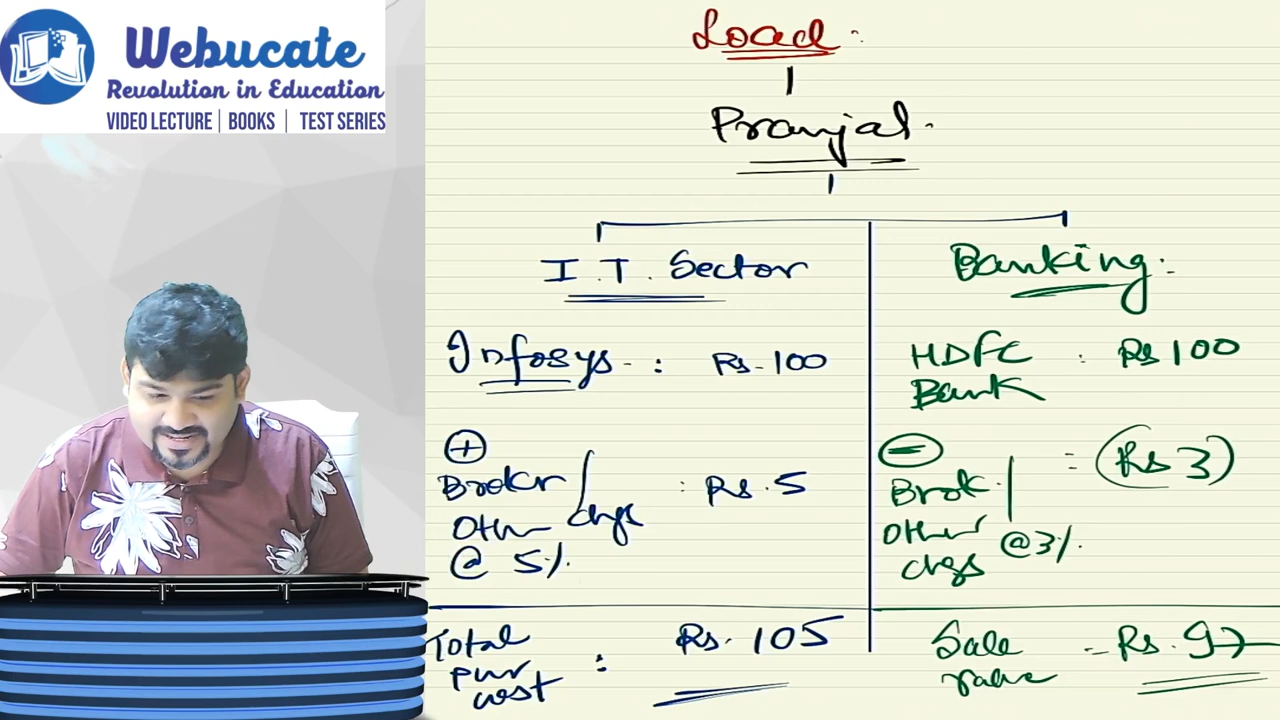 Webucate
Revolution in Education
VIDEO LECTURE | BOOKS | TEST SERIES
Load :
Pranjal.
I.T. Sector
Infosys - : Rs. 100
+
Broker
Other chgs : Rs. 5
@ 5%.
Total
pur
cost : Rs. 105
Banking :
HDFC : Rs 100
Bank
-
Brok. = (Rs 3)
Other @3%.
chgs
Sale = Rs. 97
value